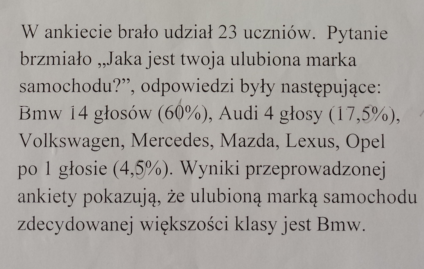 W ankiecie brało udział 23 uczniów. Pytanie
brzmiało „Jaka jest twoja ulubiona marka
samochodu?”, odpowiedzi były następujące:
Bmw 14 głosów (60%), Audi 4 głosy (17,5%),
Volkswagen, Mercedes, Mazda, Lexus, Opel
po 1 głosie (4,5%). Wyniki przeprowadzonej
ankiety pokazują, że ulubioną marką samochodu
zdecydowanej większości klasy jest Bmw.